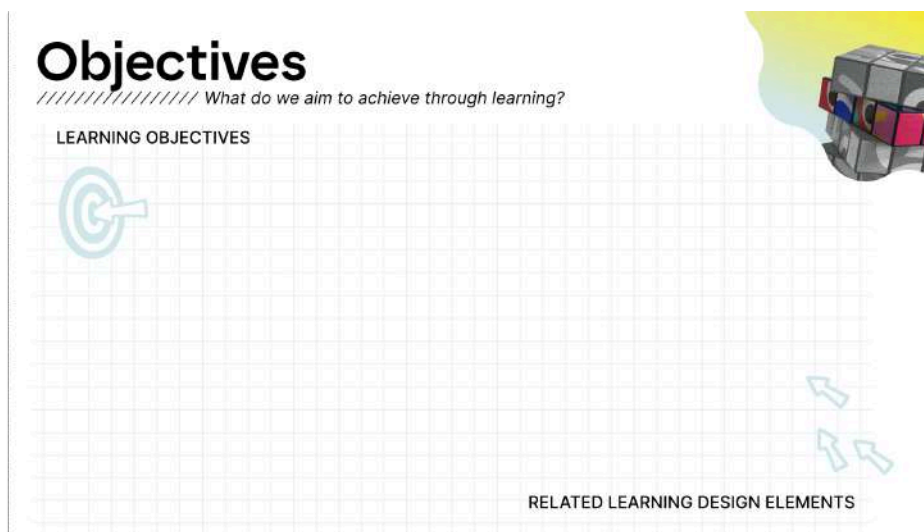 Objectives
What do we aim to achieve through learning?
LEARNING OBJECTIVES
RELATED LEARNING DESIGN ELEMENTS